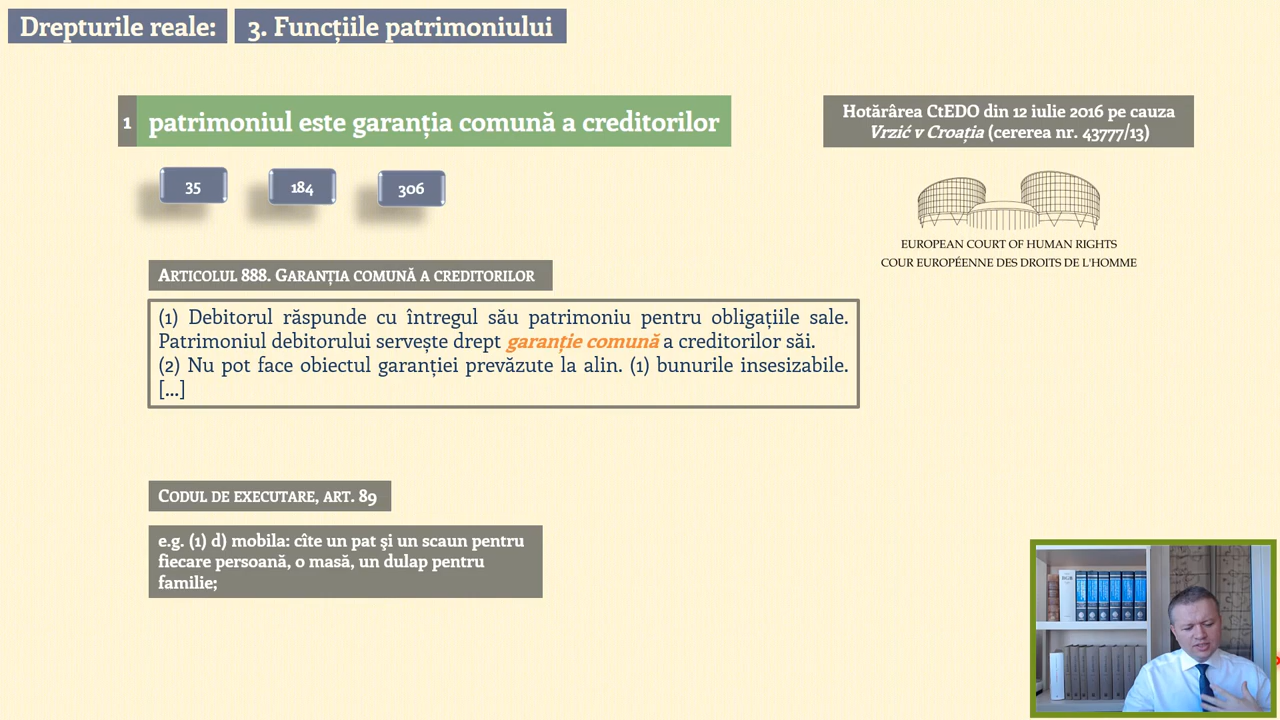 Drepturile reale: 3. Funcțiile patrimoniului
1 patrimoniul este garanția comună a creditorilor
35 184 306
Hotărârea CtEDO din 12 iulie 2016 pe cauza
Vrzić v Croația (cererea nr. 43777/13)
EUROPEAN COURT OF HUMAN RIGHTS
COUR EUROPÉENNE DES DROITS DE L'HOMME
Articolul 888. Garanția comună a creditorilor
(1) Debitorul răspunde cu întregul său patrimoniu pentru obligațiile sale.
Patrimoniul debitorului servește drept garanție comună a creditorilor săi.
(2) Nu pot face obiectul garanției prevăzute la alin. (1) bunurile insesizabile.
[...]
Codul de executare, art. 89
e.g. (1) d) mobila: cîte un pat şi un scaun pentru
fiecare persoană, o masă, un dulap pentru
familie;